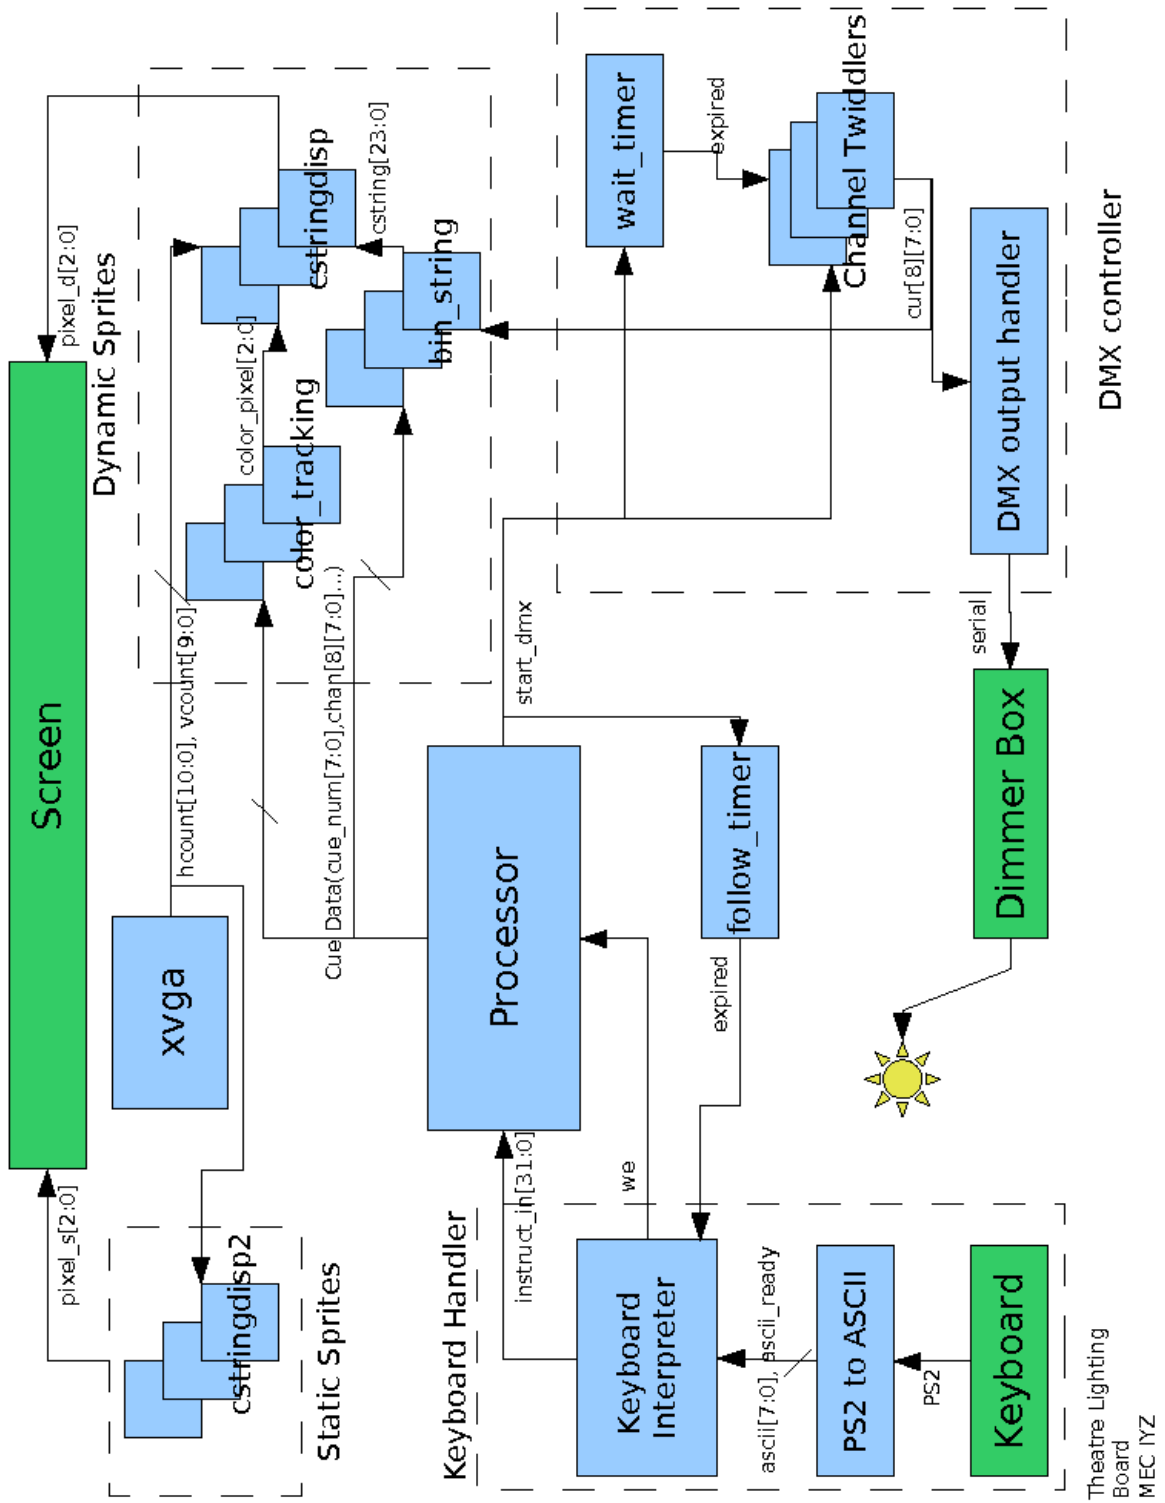 Screen
pixel_s[2:0]
pixel_d[2:0]
Dynamic Sprites
xvga
hcount[10:0], vcount[9:0]
cstringdisp2
Static Sprites
color_tracking
color_pixel[2:0]
cstringdisp
cstring[23:0]
bin_string
Cue Data(cue_num[7:0],chan[8][7:0]...)
Keyboard Handler
instruct_in[31:0]
Processor
start_dmx
we
Keyboard
Interpreter
expired
follow_timer
wait_timer
expired
Channel Twiddlers
cur[8][7:0]
ascii[7:0], ascii_ready
PS2 to ASCII
PS2
Keyboard
serial
Dimmer Box
DMX output handler
DMX controller
Theatre Lighting
Board
MEC IYZ